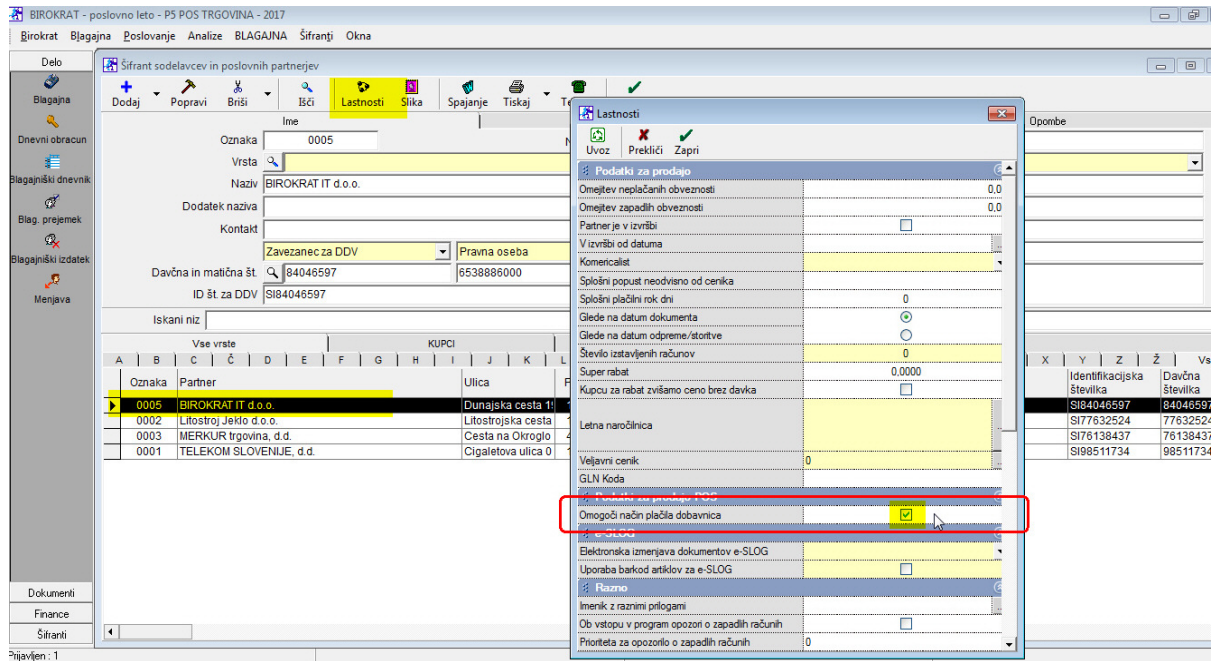 BIROKRAT - poslovno leto - P5 POS TRGOVINA - 2017
Birokrat Blagajna Poslovanje Analize BLAGAJNA Šifranti Okna
Delo
Blagajna
Dnevni obracun
Blagajniški dnevnik
Blag. prejemek
Blagajniški izdatek
Menjava
Dokumenti
Finance
Šifranti
Prijavljen : 1
Šifrant sodelavcev in poslovnih partnerjev
Dodaj Popravi Briši Išči Lastnosti Slika Spajanje Tiskaj
Ime
Opombe
Oznaka 0005
Vrsta
Naziv BIROKRAT IT d.o.o.
Dodatek naziva
Kontakt
Zavezanec za DDV Pravna oseba
Davčna in matična št. 84046597 6538886000
ID št. za DDV SI84046597
Iskani niz
Vse vrste KUPCI
A B C Č D E F G H I J K L X Y Z Ž Vs
Oznaka Partner Ulica Identifikacijska številka Davčna številka
0005 BIROKRAT IT d.o.o. Dunajska cesta 19 SI84046597 84046597
0002 Litostroj Jeklo d.o.o. Litostrojska cesta SI77632524 77632524
0003 MERKUR trgovina, d.d. Cesta na Okroglo SI76138437 76138437
0001 TELEKOM SLOVENIJE, d.d. Cigaletova ulica 0 SI98511734 98511734
Lastnosti
Uvoz Prekliči Zapri
Podatki za prodajo
Omejitev neplačanih obveznosti 0,0
Omejitev zapadlih obveznosti 0,0
Partner je v izvršbi
V izvršbi od datuma
Komericalist
Splošni popust neodvisno od cenika
Splošni plačilni rok dni 0
Glede na datum dokumenta
Glede na datum odpreme/storitve
Število izstavljenih računov 0
Super rabat 0,0000
Kupcu za rabat zvišamo ceno brez davka
Letna naročilnica
Veljavni cenik 0
GLN Koda
Podatki za prodajo POS
Omogoči način plačila dobavnica
e-SLOG
Elektronska izmenjava dokumentov e-SLOG
Uporaba barkod artiklov za e-SLOG
Razno
Imenik z raznimi prilogami
Ob vstopu v program opozori o zapadlih računih
Prioriteta za opozorilo o zapadlih računih 0